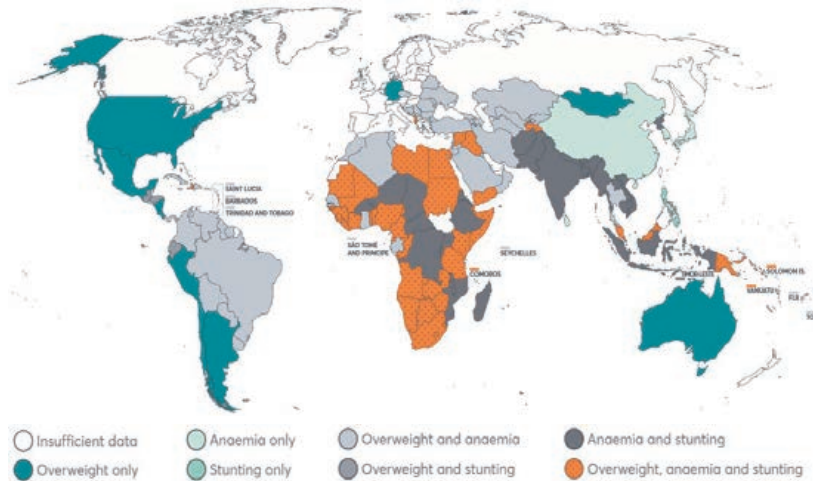 SAINT LUCIA
BARBADOS
TRINIDAD AND TOBAGO
SÃO TOMÉ
AND PRINCIPE
SEYCHELLES
COMOROS
TIMOR-LESTE
SOLOMON IS.
VANUATU
FIJI
Insufficient data
Anaemia only
Overweight and anaemia
Anaemia and stunting
Overweight only
Stunting only
Overweight and stunting
Overweight, anaemia and stunting